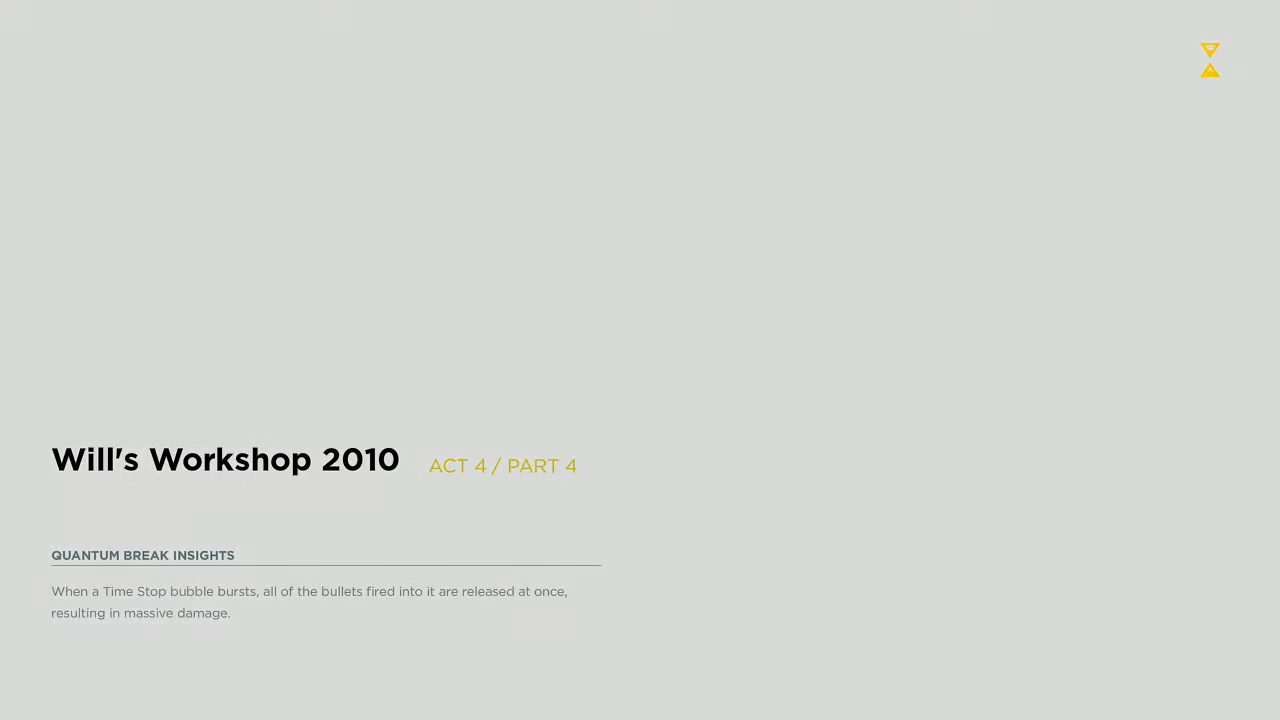 Will's Workshop 2010 ACT 4 / PART 4
QUANTUM BREAK INSIGHTS
When a Time Stop bubble bursts, all of the bullets fired into it are released at once,
resulting in massive damage.